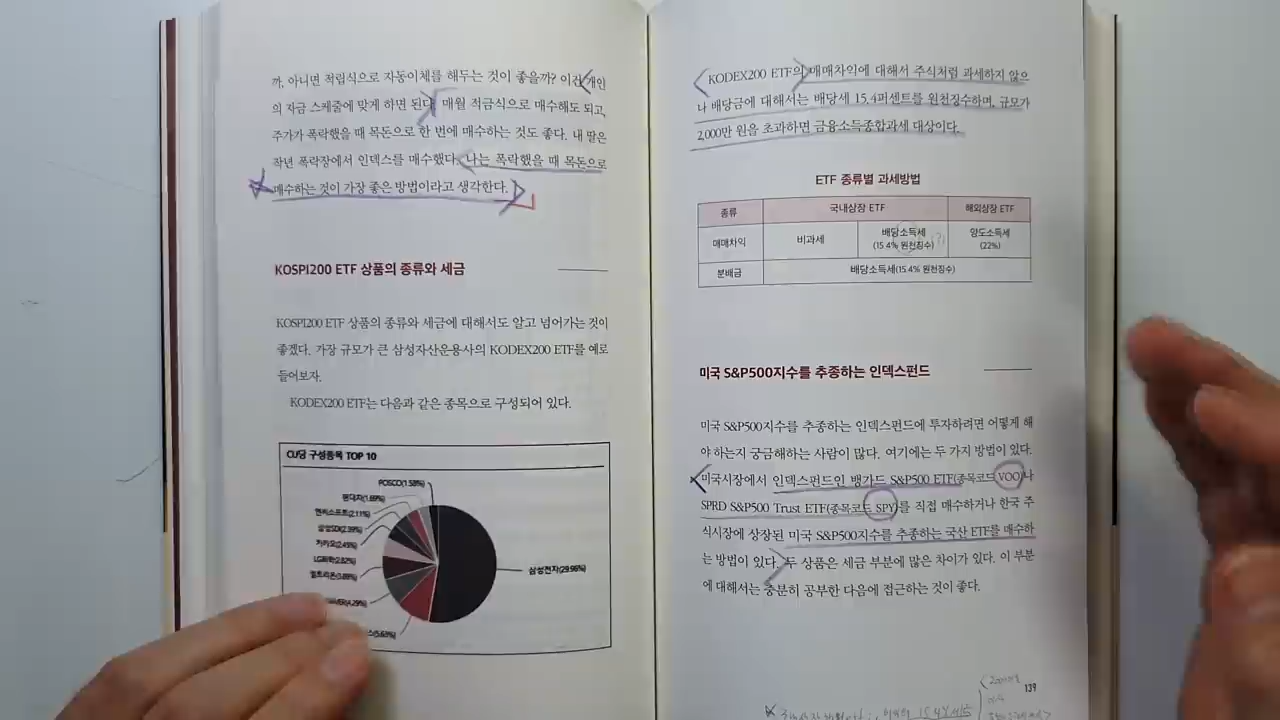 까, 아니면 적립식으로 자동이체를 해두는 것이 좋을까? 이건 개인
의 자금 스케줄에 맞게 하면 된다. 매월 적금식으로 매수해도 되고,
주가가 폭락했을 때 목돈으로 한 번에 매수하는 것도 좋다. 내 딸은
작년 폭락장에서 인덱스를 매수했다. 나는 폭락했을 때 목돈으로
매수하는 것이 가장 좋은 방법이라고 생각한다.
KOSPI200 ETF 상품의 종류와 세금
KOSPI200 ETF 상품의 종류와 세금에 대해서도 알고 넘어가는 것이
좋겠다. 가장 규모가 큰 삼성자산운용사의 KODEX200 ETF를 예로
들어보자.
KODEX200 ETF는 다음과 같은 종목으로 구성되어 있다.
CU당 구성종목 TOP 10
POSCO(1.58%)
현대차(1.89%)
엔씨소프트(2.11%)
삼성SDI(2.39%)
카카오(2.49%)
LG화학(2.82%)
셀트리온(3.89%)
(4.29%)
스(5.63%)
삼성전자(29.99%)
KODEX200 ETF의 매매차익에 대해서 주식처럼 과세하지 않으
나 배당금에 대해서는 배당세 15.4퍼센트를 원천징수하며, 규모가
2,000만 원을 초과하면 금융소득종합과세 대상이다.
ETF 종류별 과세방법
종류 국내상장 ETF 해외상장 ETF
매매차익 비과세 배당소득세 (15.4% 원천징수) 양도소득세 (22%)
분배금 배당소득세(15.4% 원천징수)
미국 S&P500지수를 추종하는 인덱스펀드
미국 S&P500지수를 추종하는 인덱스펀드에 투자하려면 어떻게 해
야 하는지 궁금해하는 사람이 많다. 여기에는 두 가지 방법이 있다.
미국시장에서 인덱스펀드인 뱅가드 S&P500 ETF(종목코드 VOO)나
SPRD S&P500 Trust ETF(종목코드 SPY)를 직접 매수하거나 한국 주
식시장에 상장된 미국 S&P500지수를 추종하는 국산 ETF를 매수하
는 방법이 있다. 두 상품은 세금 부분에 많은 차이가 있다. 이 부분
에 대해서는 충분히 공부한 다음에 접근하는 것이 좋다.
139